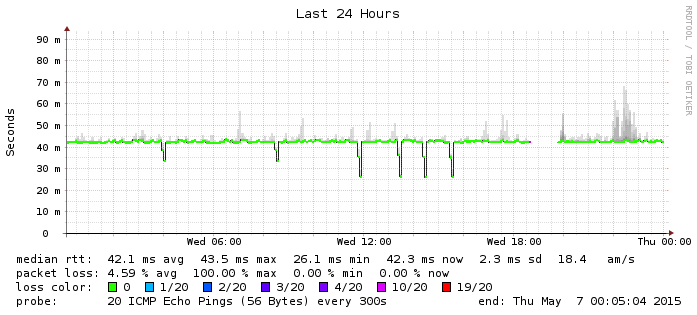 Last 24 Hours
RRDTOOL / TOBI OETIKER
Seconds
90 m
80 m
70 m
60 m
50 m
40 m
30 m
20 m
10 m
0
Wed 06:00 Wed 12:00 Wed 18:00 Thu 00:00
median rtt: 42.1 ms avg 43.5 ms max 26.1 ms min 42.3 ms now 2.3 ms sd 18.4 am/s
packet loss: 4.59 % avg 100.00 % max 0.00 % min 0.00 % now
loss color: 0 1/20 2/20 3/20 4/20 10/20 19/20
probe: 20 ICMP Echo Pings (56 Bytes) every 300s end: Thu May 7 00:05:04 2015